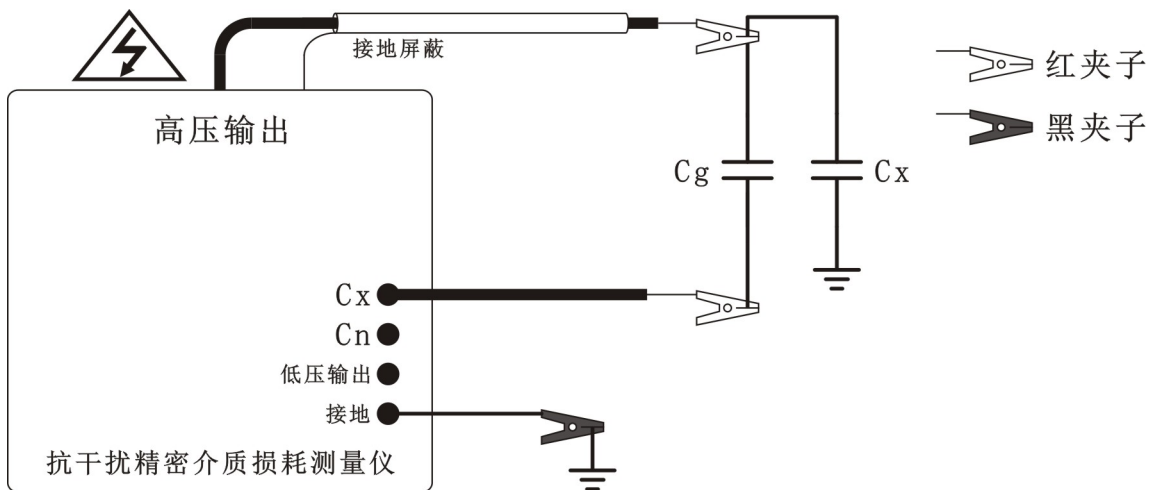 接地屏蔽
红夹子
高压输出
黑夹子
Cg
Cx
Cx
Cn
低压输出
接地
抗干扰精密介质损耗测量仪